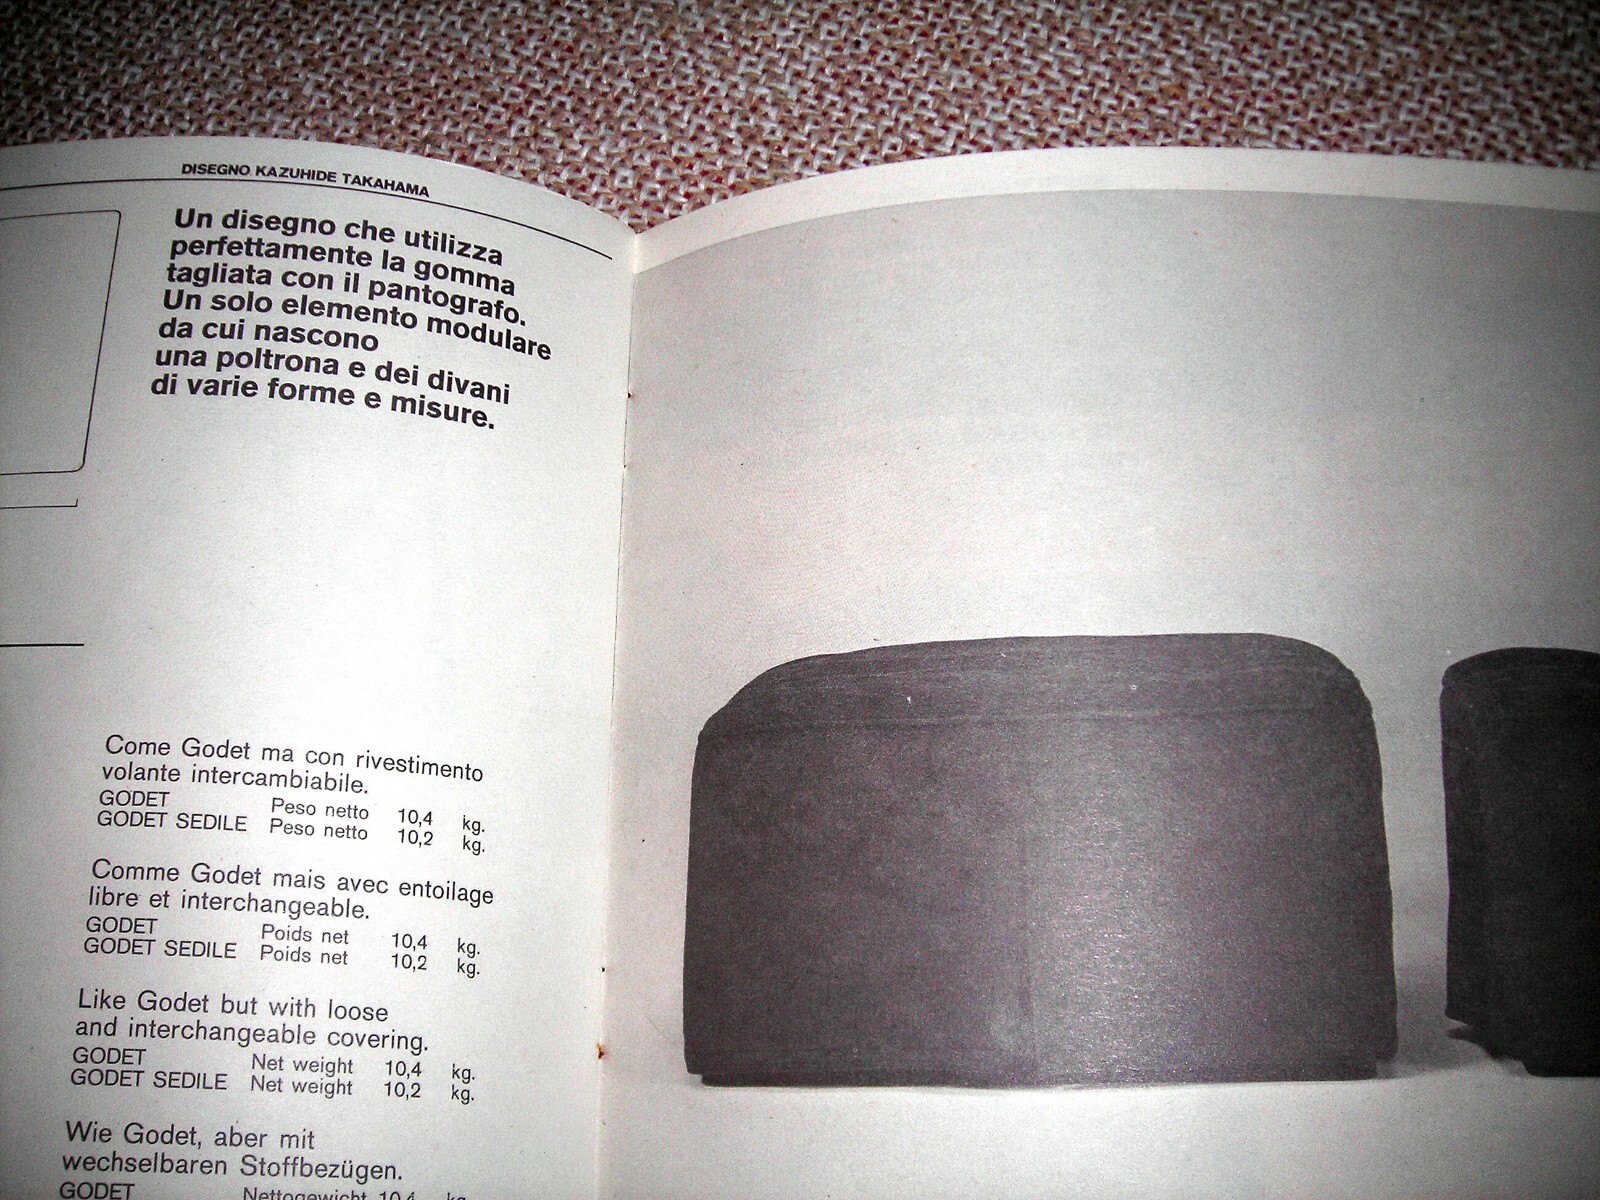 DISEGNO KAZUHIDE TAKAHAMA
Un disegno che utilizza
perfettamente la gomma
tagliata con il pantografo.
Un solo elemento modulare
da cui nascono
una poltrona e dei divani
di varie forme e misure.
Come Godet ma con rivestimento
volante intercambiabile.
GODET Peso netto 10,4 kg.
GODET SEDILE Peso netto 10,2 kg.
Comme Godet mais avec entoilage
libre et interchangeable.
GODET Poids net 10,4 kg.
GODET SEDILE Poids net 10,2 kg.
Like Godet but with loose
and interchangeable covering.
GODET Net weight 10,4 kg.
GODET SEDILE Net weight 10,2 kg.
Wie Godet, aber mit
wechselbaren Stoffbezügen.
GODET Nettogewicht 10,4 kg.